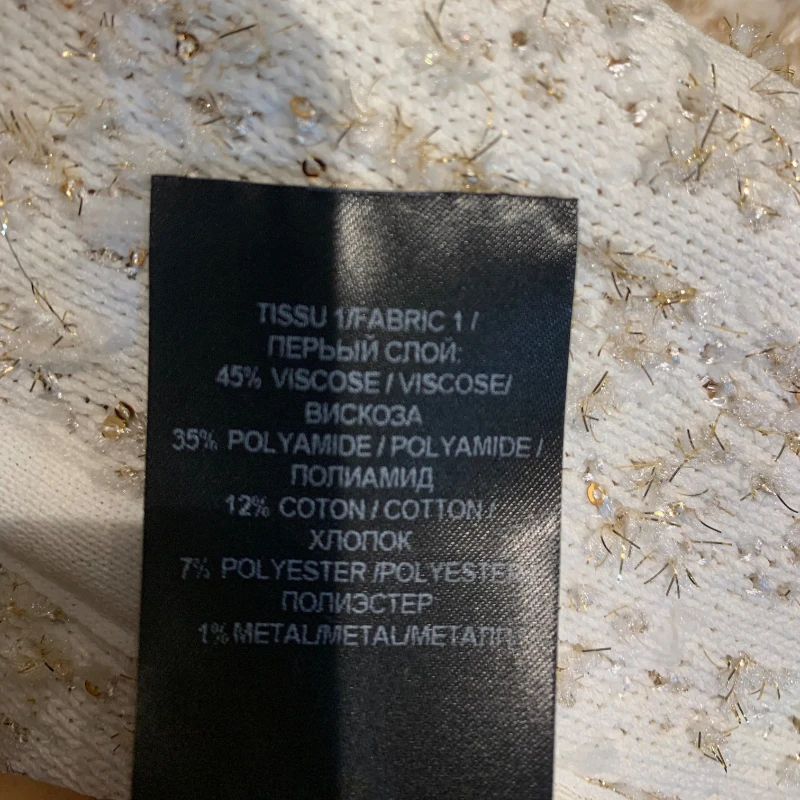 TISSU 1/FABRIC 1 /
ПЕРЬЫЙ СЛОЙ:
45% VISCOSE / VISCOSE/
ВИСКОЗА
35% POLYAMIDE / POLYAMIDE /
ПОЛИАМИД
12% COTON / COTTON /
ХЛОПОК
7% POLYESTER /POLYESTER
ПОЛИЭСТЕР
1% METAL/METAL/МЕТАЛЛ